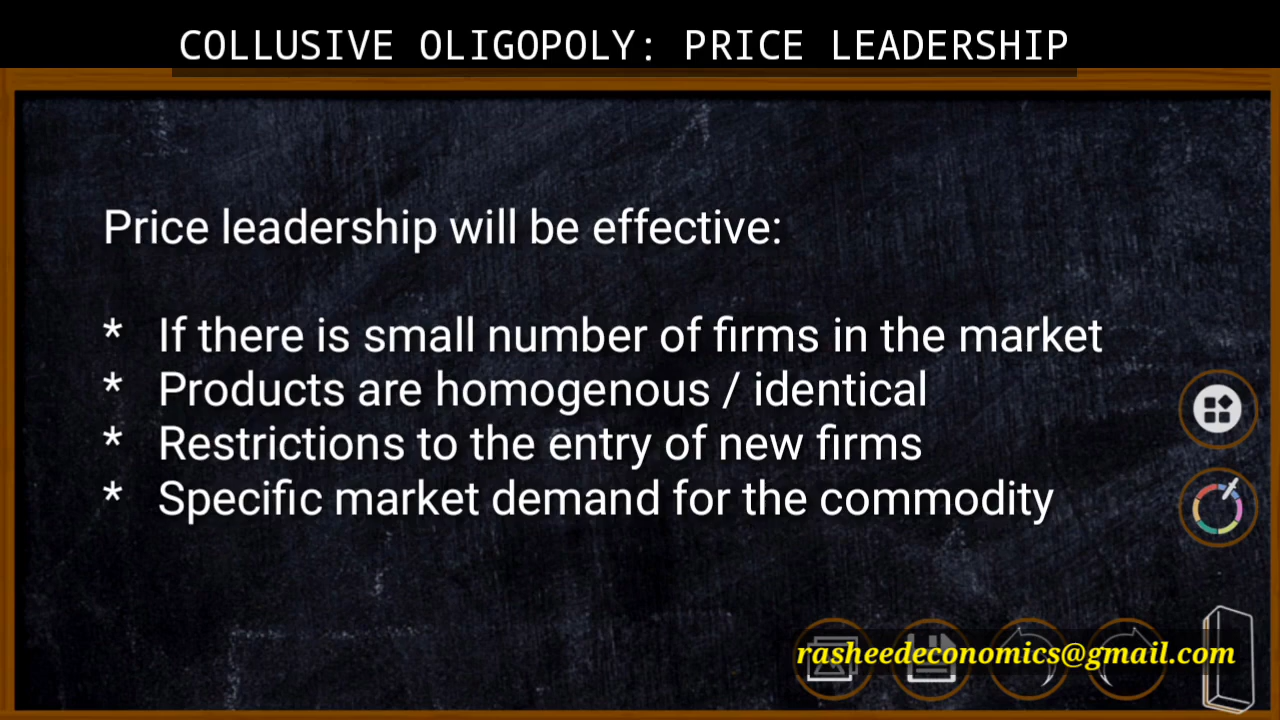 COLLUSIVE OLIGOPOLY: PRICE LEADERSHIP
Price leadership will be effective:
* If there is small number of firms in the market
* Products are homogenous / identical
* Restrictions to the entry of new firms
* Specific market demand for the commodity
rasheedeconomics@gmail.com